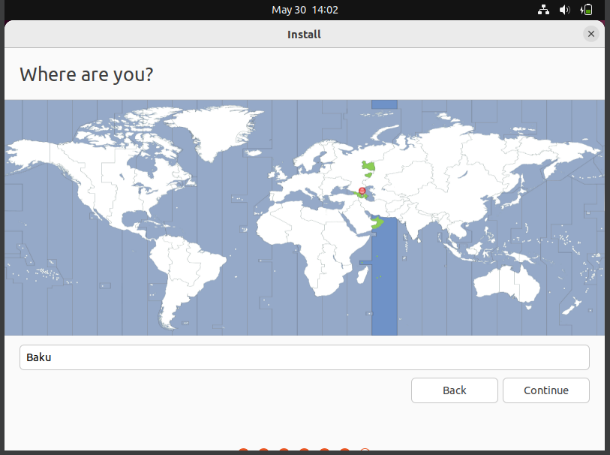 May 30 14:02
Install
Where are you?
Baku
Back
Continue